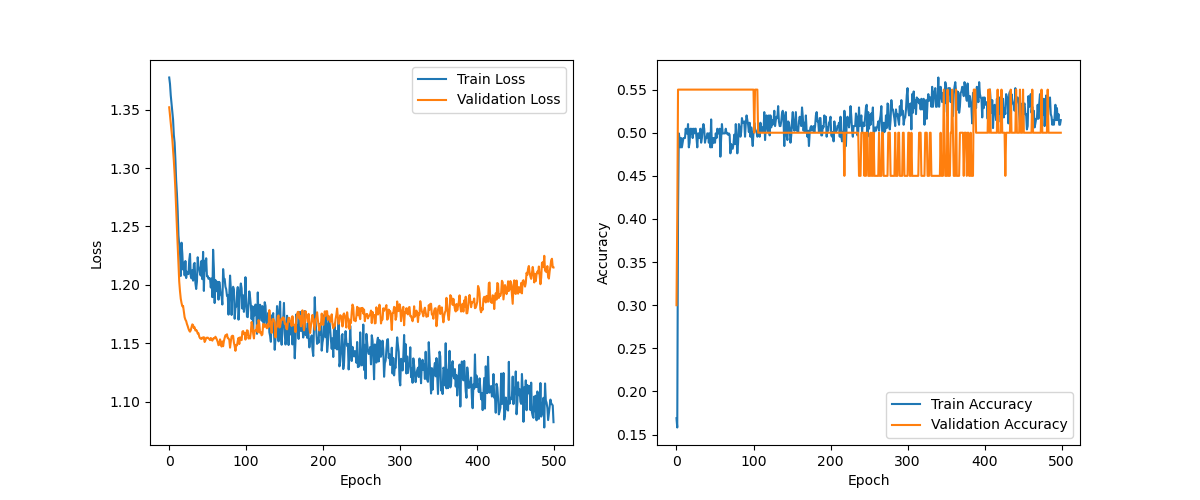 Train Loss
Validation Loss
1.35
1.30
1.25
1.20
1.15
1.10
Loss
0 100 200 300 400 500
Epoch
0.55
0.50
0.45
0.40
0.35
0.30
0.25
0.20
0.15
Accuracy
Train Accuracy
Validation Accuracy
0 100 200 300 400 500
Epoch